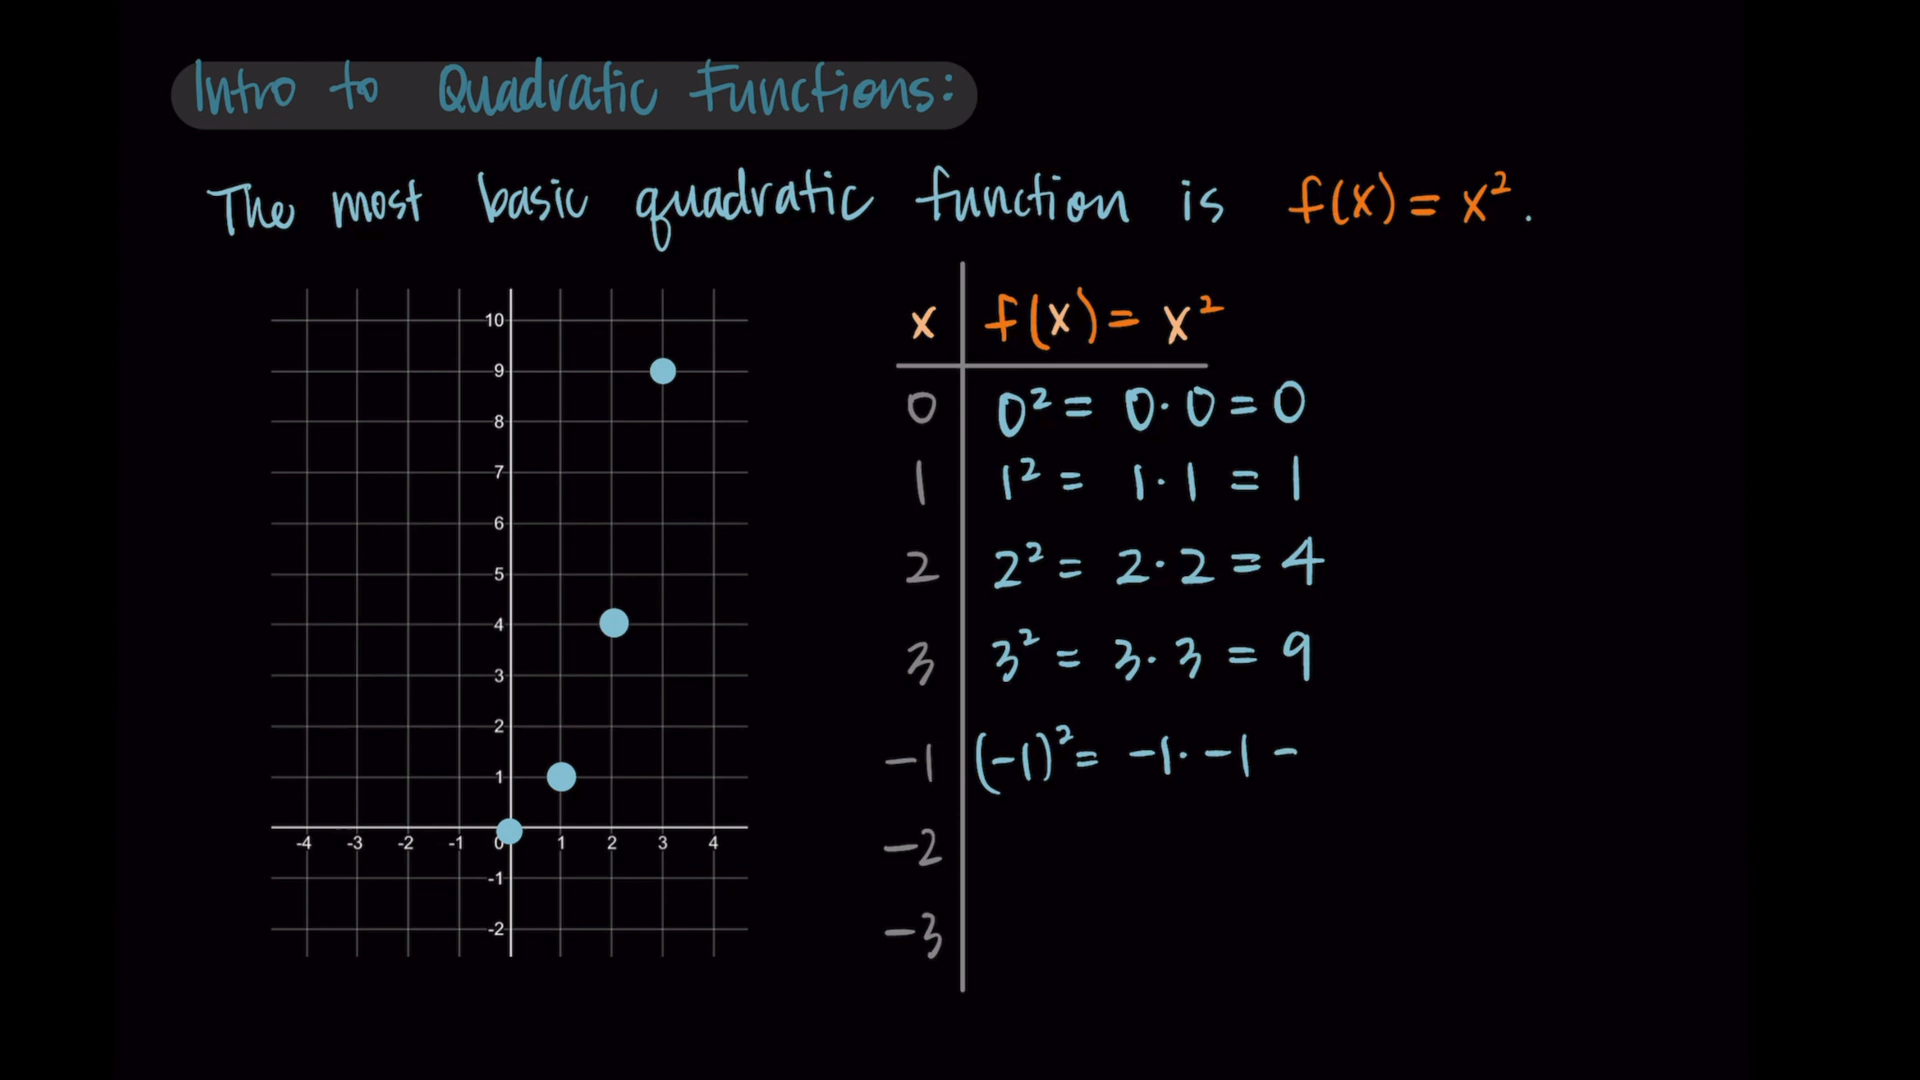 Intro to Quadratic Functions:
The most basic quadratic function is f(x) = x².
x f(x) = x²
0 0² = 0·0 = 0
1 1² = 1·1 = 1
2 2² = 2·2 = 4
3 3² = 3·3 = 9
-1 (-1)² = -1·-1 -
-2
-3
10
9
8
7
6
5
4
3
2
1
-4 -3 -2 -1 0 1 2 3 4
-1
-2